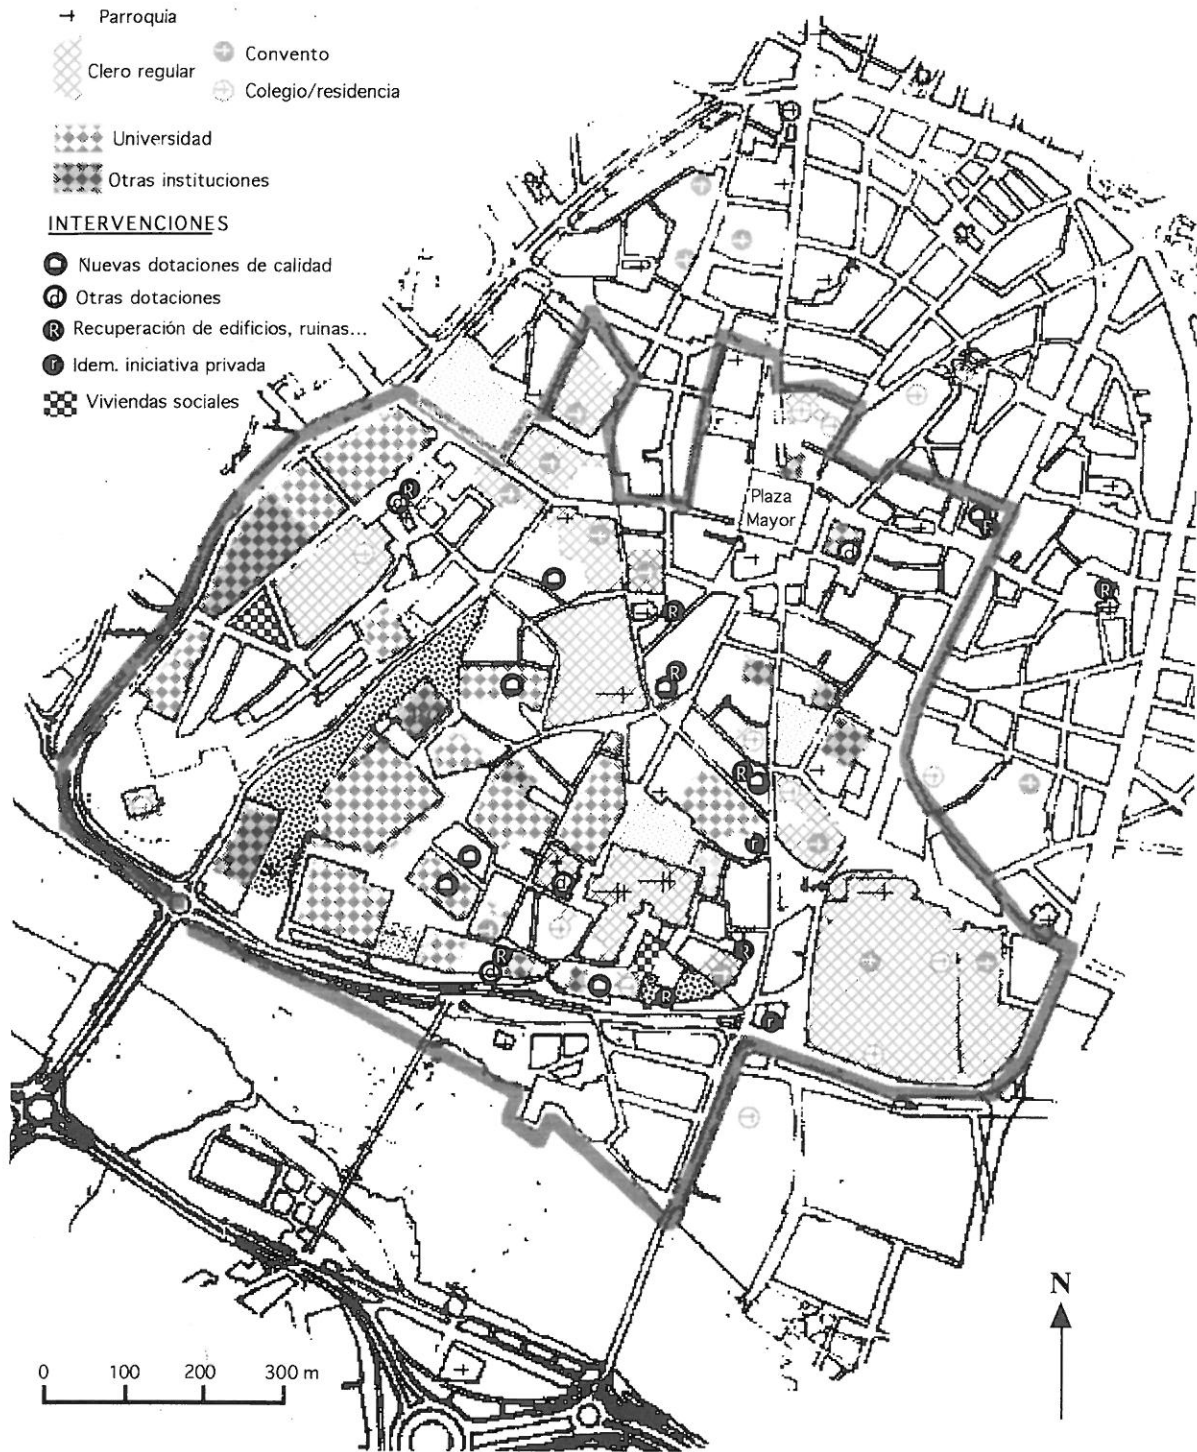 Parroquia
Clero regular
Convento
Colegio/residencia
Universidad
Otras instituciones
INTERVENCIONES
Nuevas dotaciones de calidad
d Otras dotaciones
R Recuperación de edificios, ruinas...
r Idem. iniciativa privada
Viviendas sociales
R
Plaza
Mayor
d
r
R
R
R
R
r
d
R
R
d
R
r
N
0 100 200 300 m